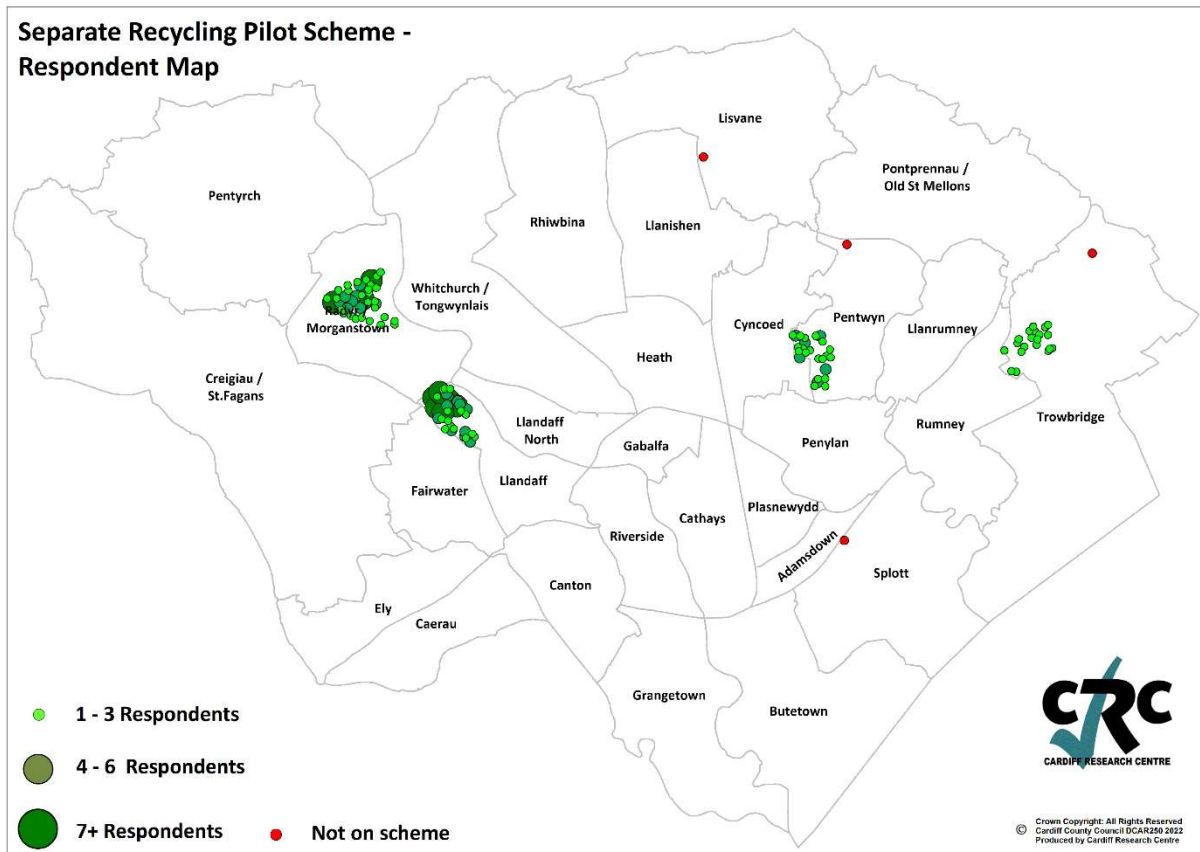 Separate Recycling Pilot Scheme -
Respondent Map
Lisvane
Pontprennau /
Old St Mellons
Pentyrch
Rhiwbina
Llanishen
Whitchurch /
Tongwynlais
Radyr /
Morganstown
Cyncoed
Pentwyn
Llanrumney
Heath
Creigiau /
St.Fagans
Llandaff
North
Gabalfa
Penylan
Rumney
Trowbridge
Fairwater
Llandaff
Riverside
Cathays
Plasnewydd
Adamsdown
Splott
Canton
Ely
Caerau
Grangetown
Butetown
1 - 3 Respondents
4 - 6 Respondents
7+ Respondents
Not on scheme
CRC
CARDIFF RESEARCH CENTRE
© Crown Copyright: All Rights Reserved
Cardiff County Council DCAR250 2022
Produced by Cardiff Research Centre